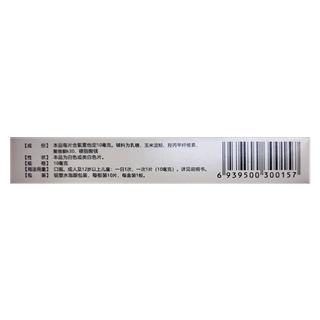 【成　份】本品每片含氯雷他定10毫克。辅料为乳糖、玉米淀粉、羟丙甲纤维素、
聚维酮k30、硬脂酸镁
【性　状】本品为白色或类白色片。
【规　格】10毫克
【用法用量】口服。成人及12岁以上儿童：一日1次，一次1片（10毫克）。详见说明书。
【包　装】铝塑水泡眼包装，每板装10片，每盒装1板。
6 939500 300157